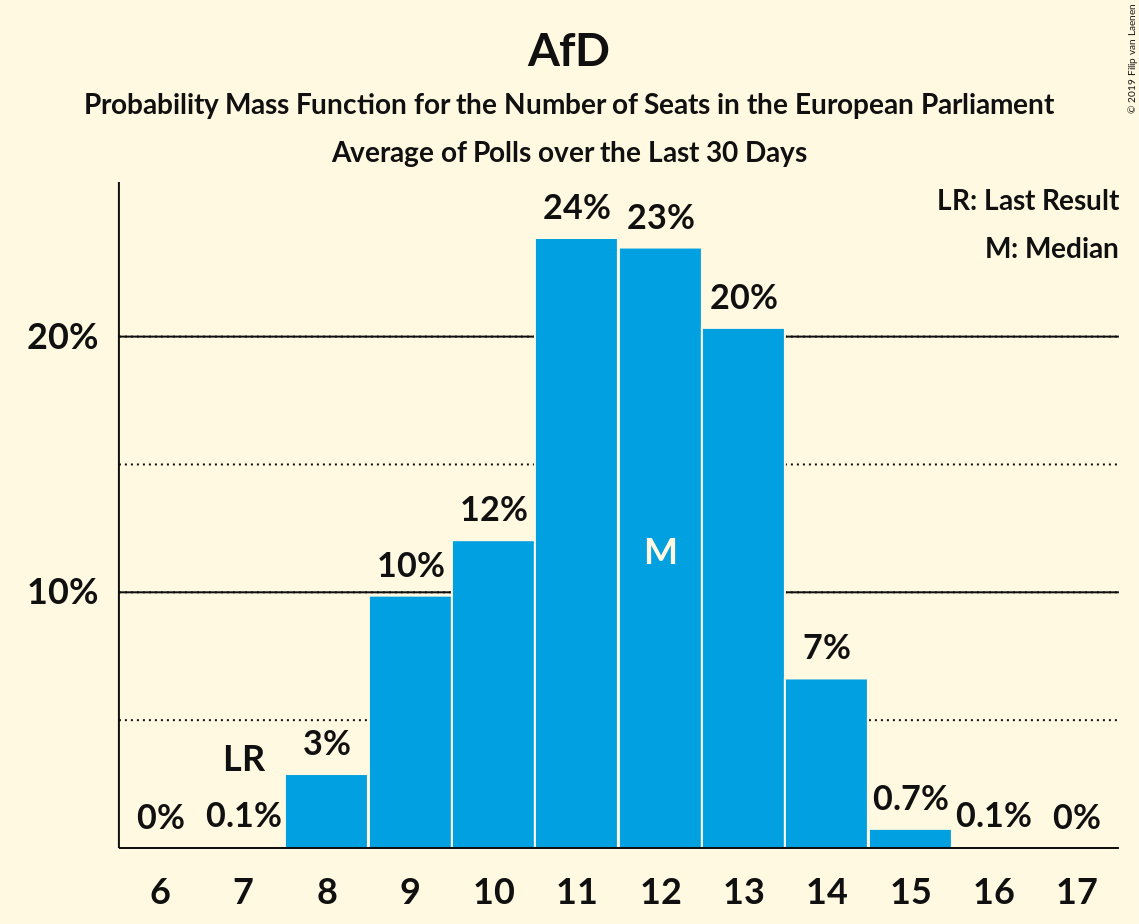 AfD
Probability Mass Function for the Number of Seats in the European Parliament
Average of Polls over the Last 30 Days
© 2019 Filip van Laenen
LR: Last Result
M: Median
24%
23%
20%
20%
12%
M
10%
10%
7%
LR
3%
0%
0.1%
0.7%
0.1%
0%
6 7 8 9 10 11 12 13 14 15 16 17